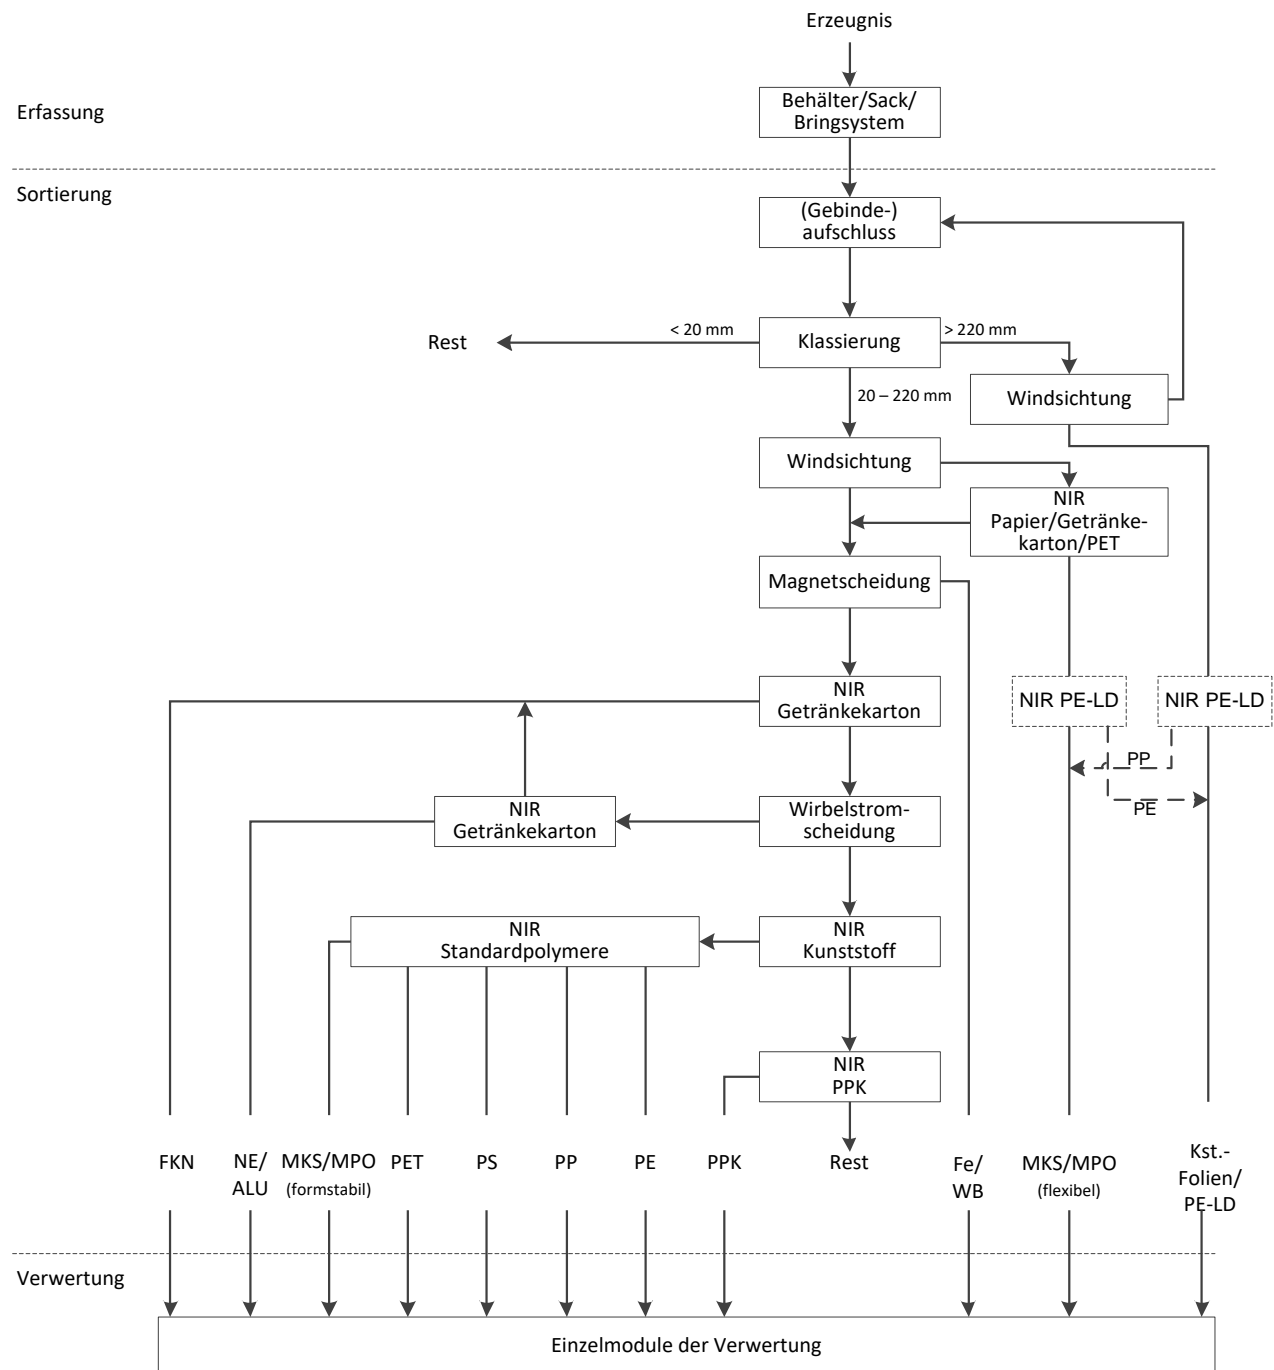 Erzeugnis
Erfassung
Behälter/Sack/
Bringsystem
Sortierung
(Gebinde-)
aufschluss
Rest
< 20 mm
Klassierung
> 220 mm
20 – 220 mm
Windsichtung
Windsichtung
NIR
Papier/Getränke-
karton/PET
Magnetscheidung
NIR
Getränkekarton
NIR PE-LD
NIR PE-LD
PP
PE
NIR
Getränkekarton
Wirbelstrom-
scheidung
NIR
Standardpolymere
NIR
Kunststoff
NIR
PPK
FKN
NE/
ALU
MKS/MPO
(formstabil)
PET
PS
PP
PE
PPK
Rest
Fe/
WB
MKS/MPO
(flexibel)
Kst.-
Folien/
PE-LD
Verwertung
Einzelmodule der Verwertung